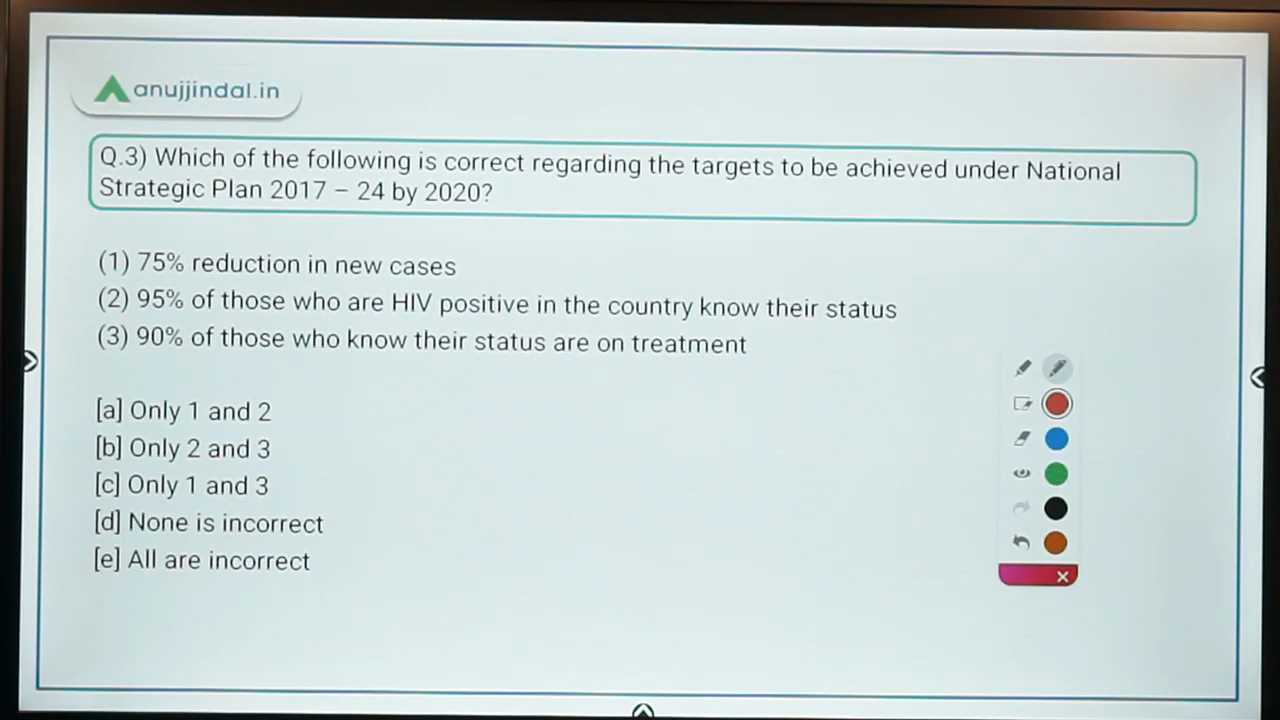 anujjindal.in
Q.3) Which of the following is correct regarding the targets to be achieved under National
Strategic Plan 2017 – 24 by 2020?
(1) 75% reduction in new cases
(2) 95% of those who are HIV positive in the country know their status
(3) 90% of those who know their status are on treatment
[a] Only 1 and 2
[b] Only 2 and 3
[c] Only 1 and 3
[d] None is incorrect
[e] All are incorrect